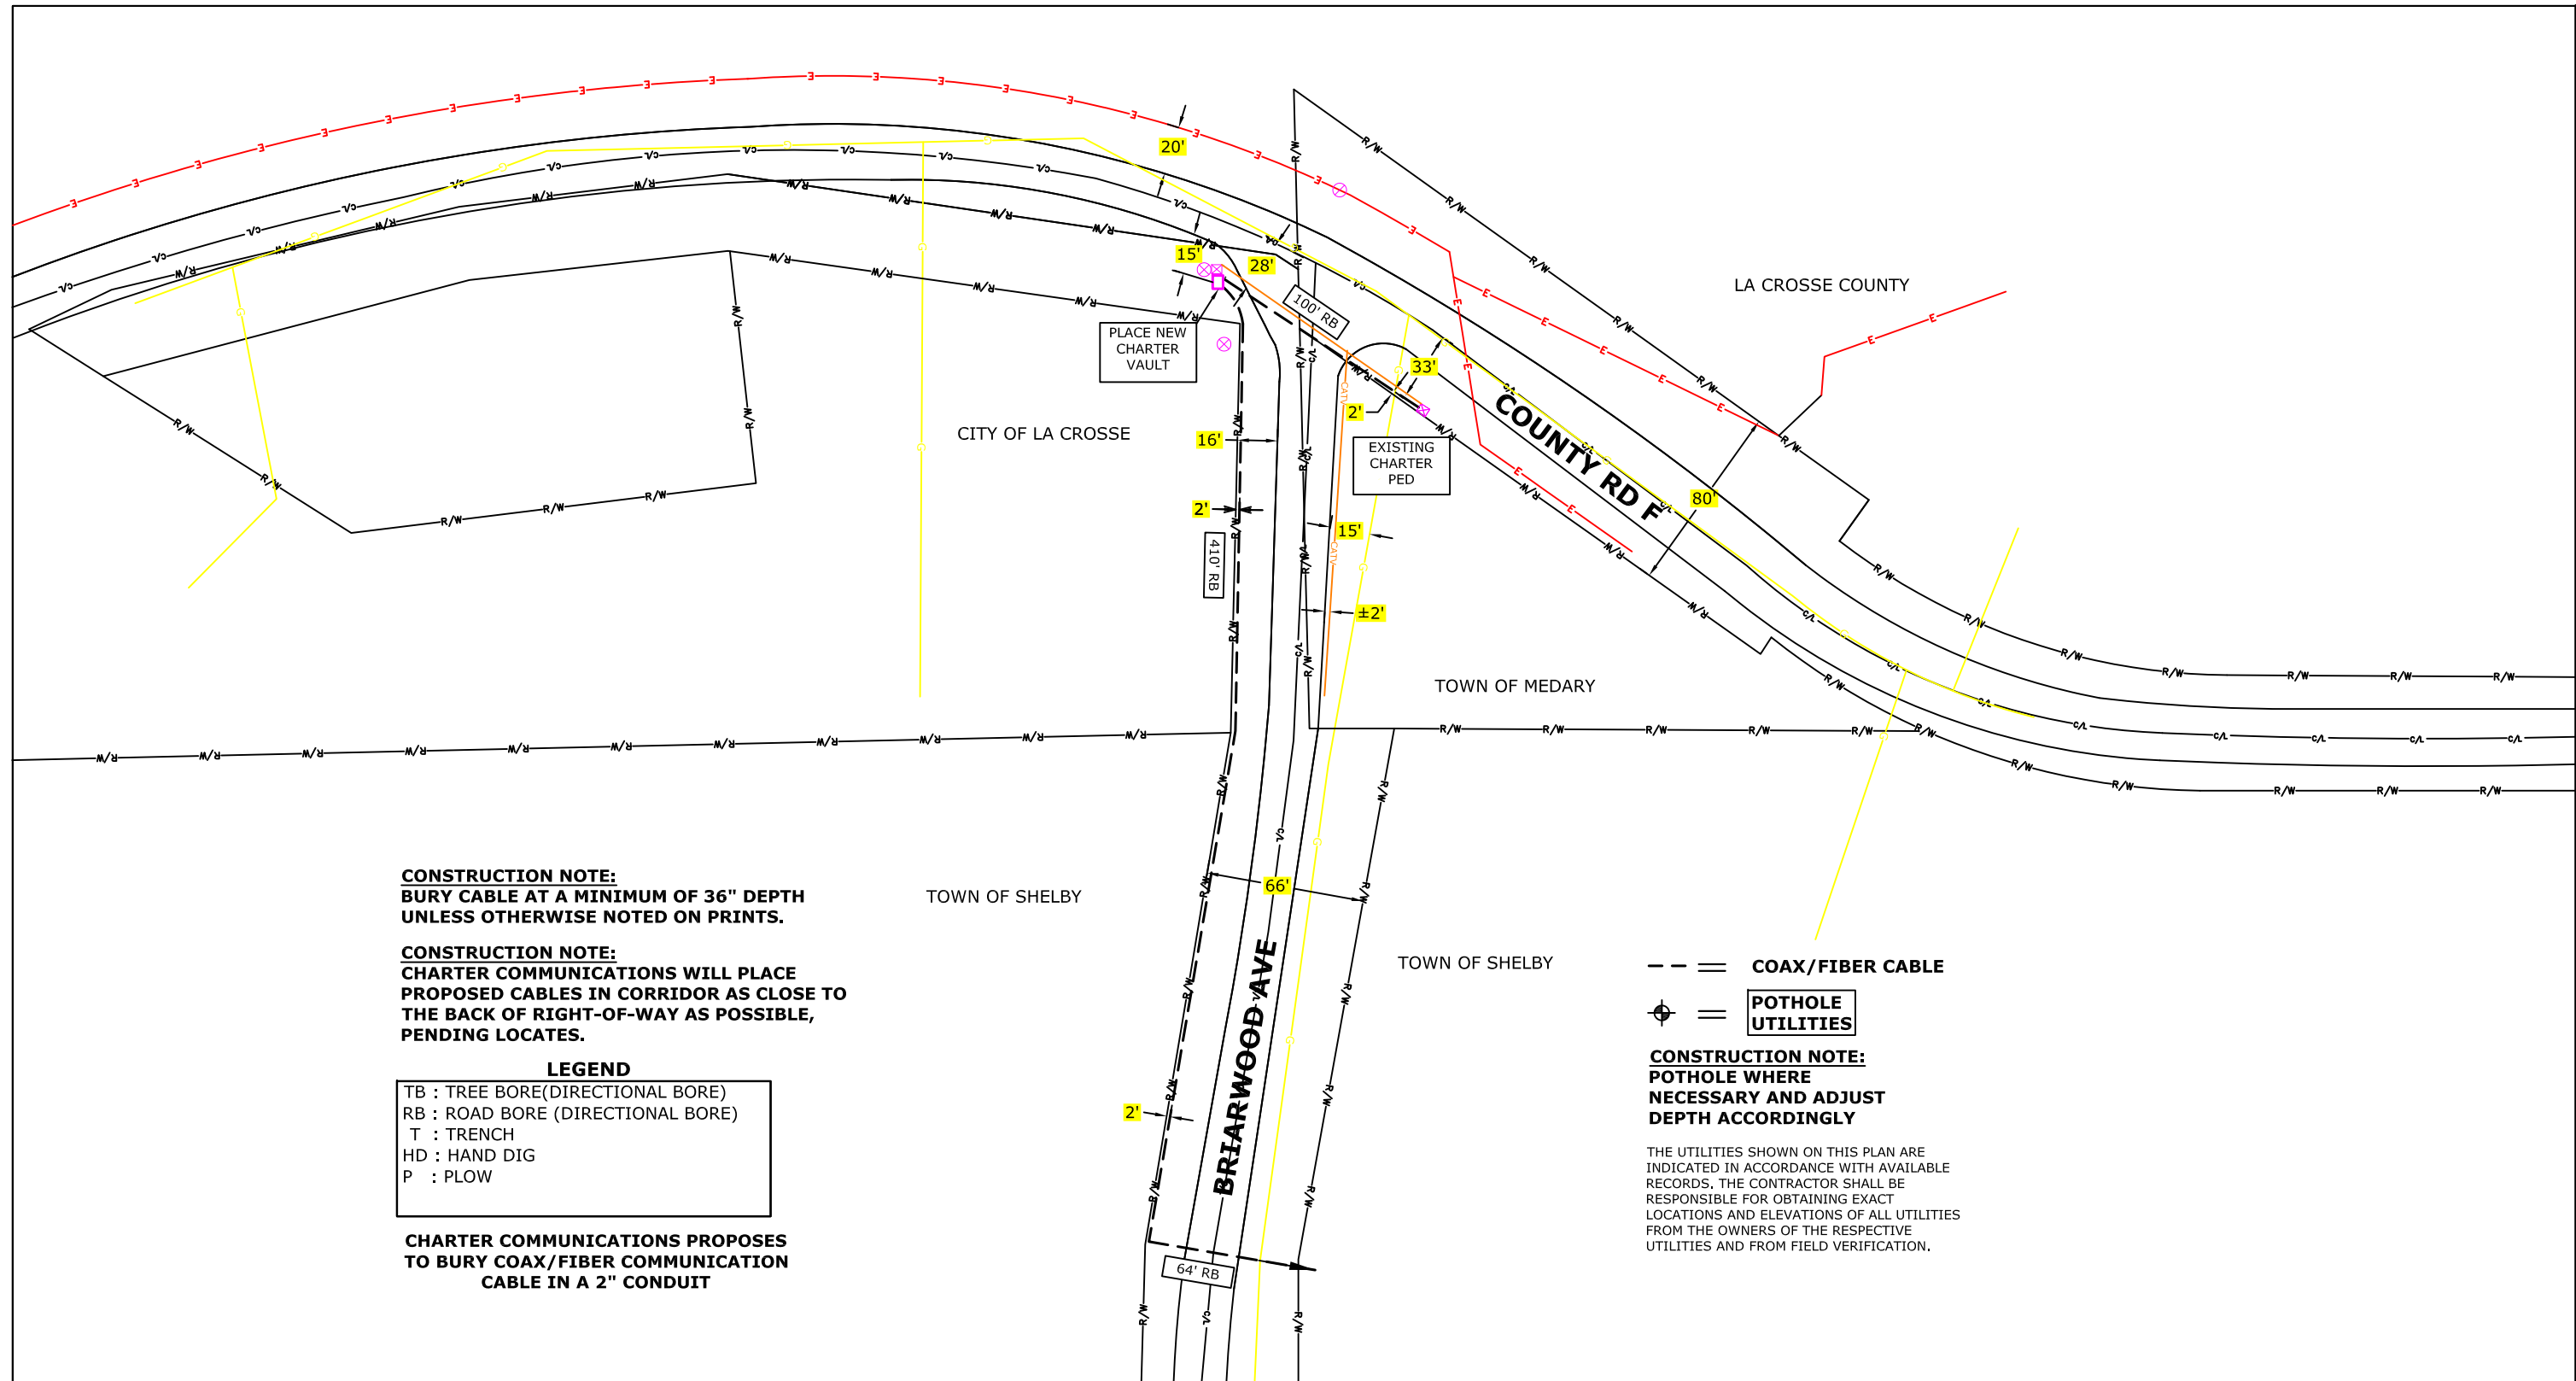 20'
15'
28'
100' RB
PLACE NEW
CHARTER
VAULT
33'
2'
EXISTING
CHARTER
PED
LA CROSSE COUNTY
CITY OF LA CROSSE
COUNTY RD F
80'
16'
2'
410' RB
15'
±2'
CATV
CATV
TOWN OF MEDARY
TOWN OF SHELBY
66'
BRIARWOOD AVE
TOWN OF SHELBY
2'
64' RB
CONSTRUCTION NOTE:
BURY CABLE AT A MINIMUM OF 36" DEPTH
UNLESS OTHERWISE NOTED ON PRINTS.
CONSTRUCTION NOTE:
CHARTER COMMUNICATIONS WILL PLACE
PROPOSED CABLES IN CORRIDOR AS CLOSE TO
THE BACK OF RIGHT-OF-WAY AS POSSIBLE,
PENDING LOCATES.
LEGEND
TB : TREE BORE(DIRECTIONAL BORE)
RB : ROAD BORE (DIRECTIONAL BORE)
T : TRENCH
HD : HAND DIG
P : PLOW
CHARTER COMMUNICATIONS PROPOSES
TO BURY COAX/FIBER COMMUNICATION
CABLE IN A 2" CONDUIT
COAX/FIBER CABLE
POTHOLE
UTILITIES
CONSTRUCTION NOTE:
POTHOLE WHERE
NECESSARY AND ADJUST
DEPTH ACCORDINGLY
THE UTILITIES SHOWN ON THIS PLAN ARE
INDICATED IN ACCORDANCE WITH AVAILABLE
RECORDS. THE CONTRACTOR SHALL BE
RESPONSIBLE FOR OBTAINING EXACT
LOCATIONS AND ELEVATIONS OF ALL UTILITIES
FROM THE OWNERS OF THE RESPECTIVE
UTILITIES AND FROM FIELD VERIFICATION.
R/W
C/L
E
G